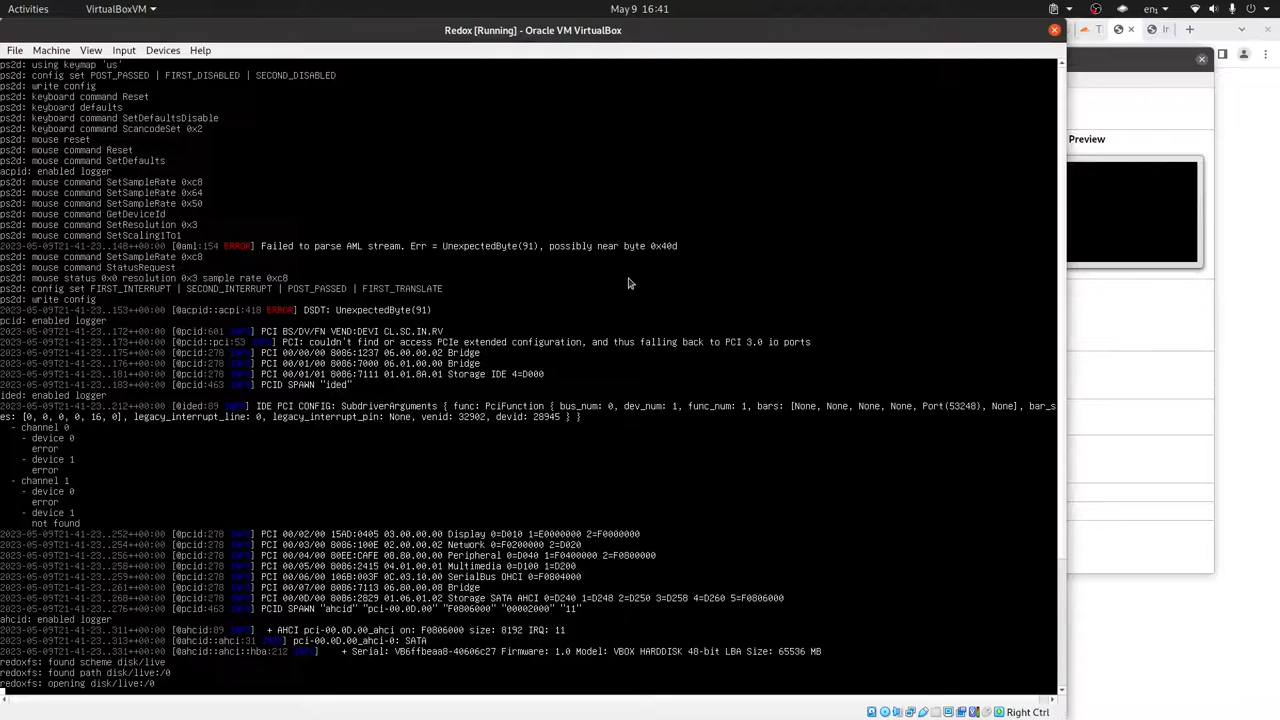 Activities VirtualBoxVM May 9 16:41 en1
Redox [Running] - Oracle VM VirtualBox
File Machine View Input Devices Help
ps2d: using keymap 'us'
ps2d: config set POST_PASSED | FIRST_DISABLED | SECOND_DISABLED
ps2d: write config
ps2d: keyboard command Reset
ps2d: keyboard defaults
ps2d: keyboard command SetDefaultsDisable
ps2d: keyboard command ScancodeSet 0x2
ps2d: mouse reset
ps2d: mouse command Reset
ps2d: mouse command SetDefaults
acpid: enabled logger
ps2d: mouse command SetSampleRate 0xc8
ps2d: mouse command SetSampleRate 0x64
ps2d: mouse command SetSampleRate 0x50
ps2d: mouse command GetDeviceId
ps2d: mouse command SetResolution 0x3
ps2d: mouse command SetScaling1To1
2023-05-09T21-41-23..148+00:00 [@aml:154 ERROR] Failed to parse AML stream. Err = UnexpectedByte(91), possibly near byte 0x40d
ps2d: mouse command SetSampleRate 0xc8
ps2d: mouse command StatusRequest
ps2d: mouse status 0x0 resolution 0x3 sample rate 0xc8
ps2d: config set FIRST_INTERRUPT | SECOND_INTERRUPT | POST_PASSED | FIRST_TRANSLATE
ps2d: write config
2023-05-09T21-41-23..153+00:00 [@acpid::acpi:418 ERROR] DSDT: UnexpectedByte(91)
pcid: enabled logger
2023-05-09T21-41-23..172+00:00 [@pcid:601 INFO] PCI BS/DV/FN VEND:DEVI CL.SC.IN.RV
2023-05-09T21-41-23..173+00:00 [@pcid::pci:53 INFO] PCI: couldn't find or access PCIe extended configuration, and thus falling back to PCI 3.0 io ports
2023-05-09T21-41-23..175+00:00 [@pcid:278 INFO] PCI 00/00/00 8086:1237 06.00.00.02 Bridge
2023-05-09T21-41-23..176+00:00 [@pcid:278 INFO] PCI 00/01/00 8086:7000 06.01.00.00 Bridge
2023-05-09T21-41-23..181+00:00 [@pcid:278 INFO] PCI 00/01/01 8086:7111 01.01.8A.01 Storage IDE 4=D000
2023-05-09T21-41-23..183+00:00 [@pcid:463 INFO] PCID SPAWN "ided"
ided: enabled logger
2023-05-09T21-41-23..212+00:00 [@ided:89 INFO] IDE PCI CONFIG: SubdriverArguments { func: PciFunction { bus_num: 0, dev_num: 1, func_num: 1, bars: [None, None, None, None, Port(53248), None], bar_s
es: [0, 0, 0, 0, 16, 0], legacy_interrupt_line: 0, legacy_interrupt_pin: None, venid: 32902, devid: 28945 } }
- channel 0
- device 0
error
- device 1
error
- channel 1
- device 0
error
- device 1
not found
2023-05-09T21-41-23..252+00:00 [@pcid:278 INFO] PCI 00/02/00 15AD:0405 03.00.00.00 Display 0=D010 1=E0000000 2=F0000000
2023-05-09T21-41-23..254+00:00 [@pcid:278 INFO] PCI 00/03/00 8086:100E 02.00.00.02 Network 0=F0200000 2=D020
2023-05-09T21-41-23..256+00:00 [@pcid:278 INFO] PCI 00/04/00 80EE:CAFE 08.80.00.00 Peripheral 0=D040 1=F0400000 2=F0800000
2023-05-09T21-41-23..258+00:00 [@pcid:278 INFO] PCI 00/05/00 8086:2415 04.01.00.01 Multimedia 0=D100 1=D200
2023-05-09T21-41-23..259+00:00 [@pcid:278 INFO] PCI 00/06/00 106B:003F 0C.03.10.00 SerialBus OHCI 0=F0804000
2023-05-09T21-41-23..261+00:00 [@pcid:278 INFO] PCI 00/07/00 8086:7113 06.80.00.08 Bridge
2023-05-09T21-41-23..268+00:00 [@pcid:278 INFO] PCI 00/0D/00 8086:2829 01.06.01.02 Storage SATA AHCI 0=D240 1=D248 2=D250 3=D258 4=D260 5=F0806000
2023-05-09T21-41-23..276+00:00 [@pcid:463 INFO] PCID SPAWN "ahcid" "pci-00.0D.00" "F0806000" "00002000" "11"
ahcid: enabled logger
2023-05-09T21-41-23..311+00:00 [@ahcid:89 INFO] + AHCI pci-00.0D.00_ahci on: F0806000 size: 8192 IRQ: 11
2023-05-09T21-41-23..313+00:00 [@ahcid::ahci:31 INFO] pci-00.0D.00_ahci-0: SATA
2023-05-09T21-41-23..331+00:00 [@ahcid::ahci::hba:212 INFO] + Serial: VB6ffbeaa8-40606c27 Firmware: 1.0 Model: VBOX HARDDISK 48-bit LBA Size: 65536 MB
redoxfs: found scheme disk/live
redoxfs: found path disk/live:/0
redoxfs: opening disk/live:/0
Preview
Right Ctrl